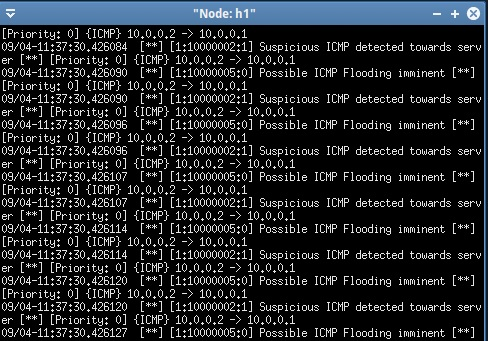 "Node: h1"
[Priority: 0] {ICMP} 10.0.0.2 -> 10.0.0.1
09/04-11:37:30.426084  [**] [1:10000002:1] Suspicious ICMP detected towards serv
er [**] [Priority: 0] {ICMP} 10.0.0.2 -> 10.0.0.1
09/04-11:37:30.426090  [**] [1:10000005:0] Possible ICMP Flooding imminent [**]
[Priority: 0] {ICMP} 10.0.0.2 -> 10.0.0.1
09/04-11:37:30.426090  [**] [1:10000002:1] Suspicious ICMP detected towards serv
er [**] [Priority: 0] {ICMP} 10.0.0.2 -> 10.0.0.1
09/04-11:37:30.426096  [**] [1:10000005:0] Possible ICMP Flooding imminent [**]
[Priority: 0] {ICMP} 10.0.0.2 -> 10.0.0.1
09/04-11:37:30.426096  [**] [1:10000002:1] Suspicious ICMP detected towards serv
er [**] [Priority: 0] {ICMP} 10.0.0.2 -> 10.0.0.1
09/04-11:37:30.426107  [**] [1:10000005:0] Possible ICMP Flooding imminent [**]
[Priority: 0] {ICMP} 10.0.0.2 -> 10.0.0.1
09/04-11:37:30.426107  [**] [1:10000002:1] Suspicious ICMP detected towards serv
er [**] [Priority: 0] {ICMP} 10.0.0.2 -> 10.0.0.1
09/04-11:37:30.426114  [**] [1:10000005:0] Possible ICMP Flooding imminent [**]
[Priority: 0] {ICMP} 10.0.0.2 -> 10.0.0.1
09/04-11:37:30.426114  [**] [1:10000002:1] Suspicious ICMP detected towards serv
er [**] [Priority: 0] {ICMP} 10.0.0.2 -> 10.0.0.1
09/04-11:37:30.426120  [**] [1:10000005:0] Possible ICMP Flooding imminent [**]
[Priority: 0] {ICMP} 10.0.0.2 -> 10.0.0.1
09/04-11:37:30.426120  [**] [1:10000002:1] Suspicious ICMP detected towards serv
er [**] [Priority: 0] {ICMP} 10.0.0.2 -> 10.0.0.1
09/04-11:37:30.426127  [**] [1:10000005:0] Possible ICMP Flooding imminent [**]